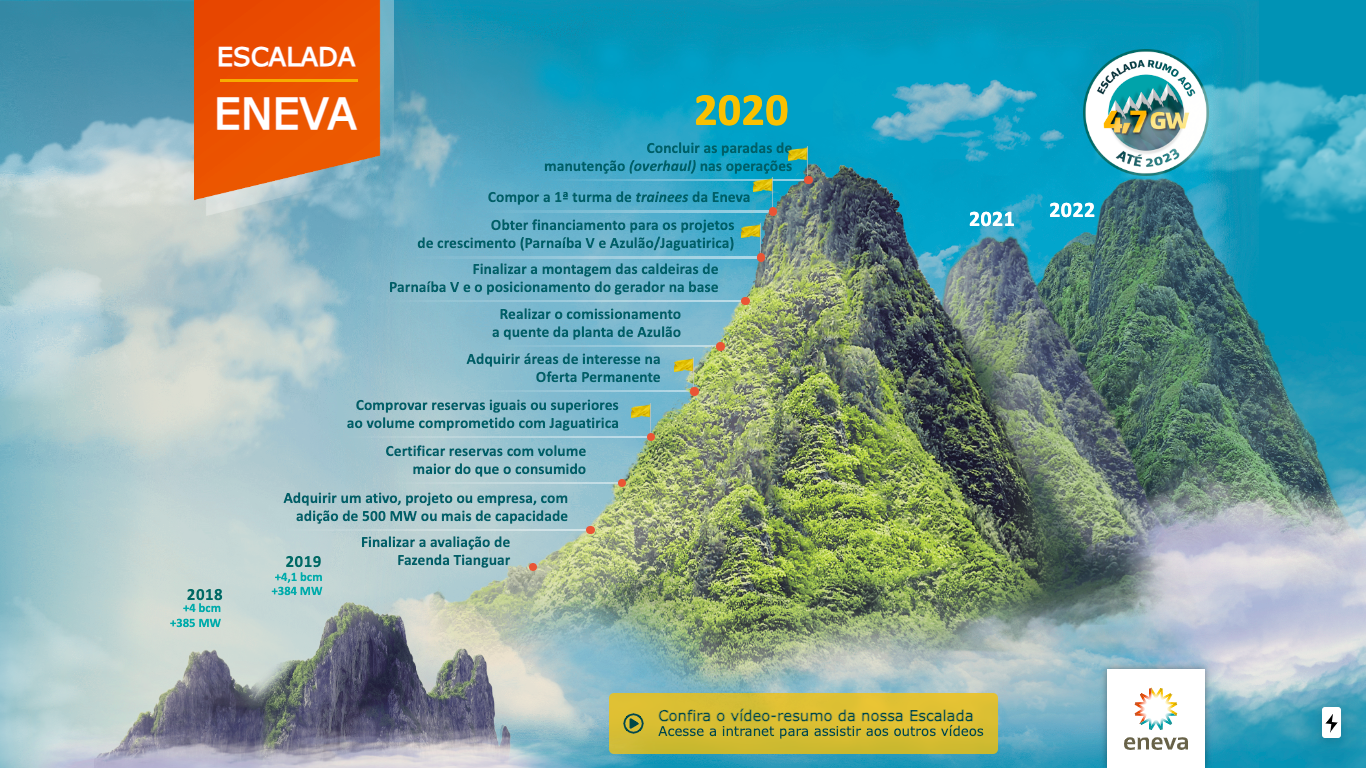 ESCALADA
ENEVA
2020
ESCALADA RUMO AOS
4,7 GW
ATÉ 2023
Concluir as paradas de
manutenção (overhaul) nas operações
Compor a 1ª turma de trainees da Eneva
Obter financiamento para os projetos
de crescimento (Parnaíba V e Azulão/Jaguatirica)
Finalizar a montagem das caldeiras de
Parnaíba V e o posicionamento do gerador na base
Realizar o comissionamento
a quente da planta de Azulão
Adquirir áreas de interesse na
Oferta Permanente
Comprovar reservas iguais ou superiores
ao volume comprometido com Jaguatirica
Certificar reservas com volume
maior do que o consumido
Adquirir um ativo, projeto ou empresa, com
adição de 500 MW ou mais de capacidade
Finalizar a avaliação de
Fazenda Tianguar
2021
2022
2019
+4,1 bcm
+384 MW
2018
+4 bcm
+385 MW
Confira o vídeo-resumo da nossa Escalada
Acesse a intranet para assistir aos outros vídeos
eneva